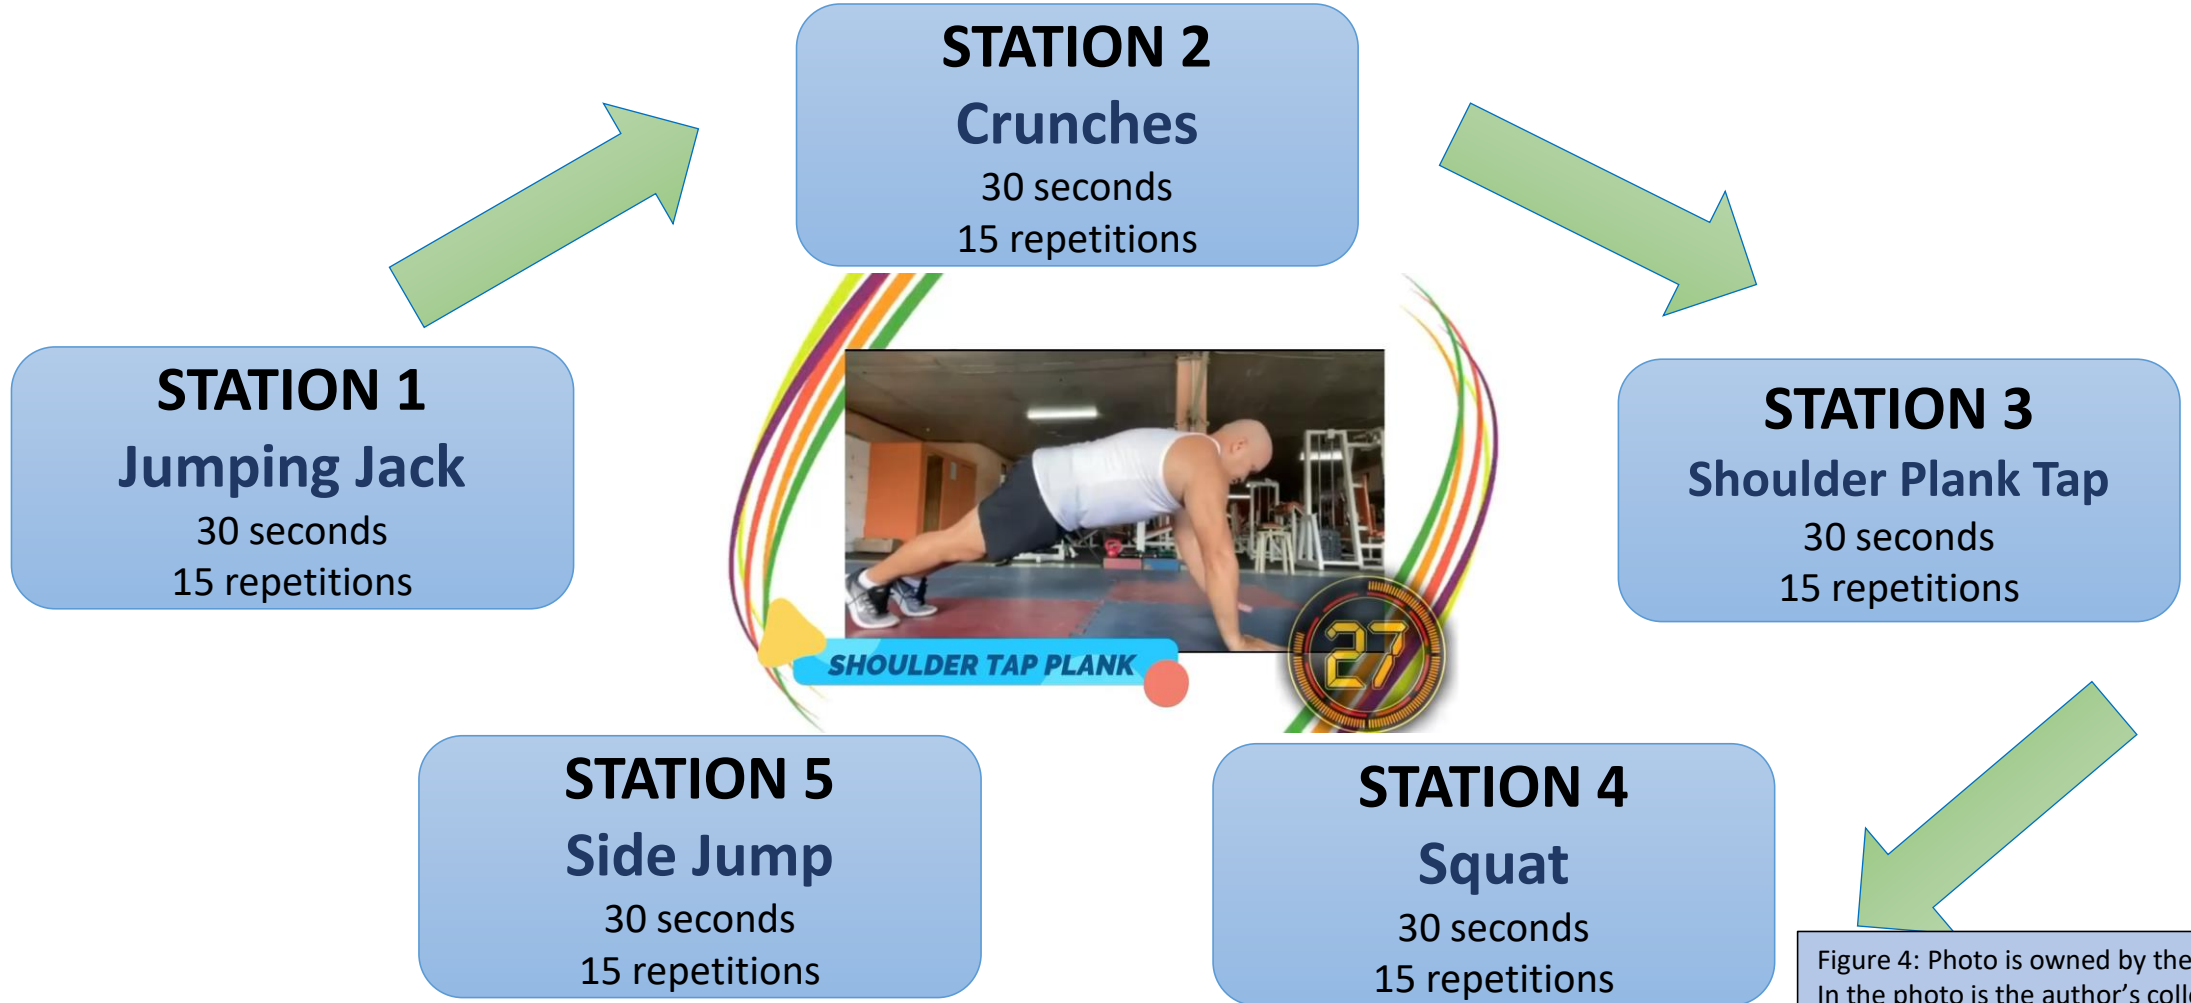 STATION 2
Crunches
30 seconds
15 repetitions
STATION 1
Jumping Jack
30 seconds
15 repetitions
STATION 3
Shoulder Plank Tap
30 seconds
15 repetitions
SHOULDER TAP PLANK
27
STATION 5
Side Jump
30 seconds
15 repetitions
STATION 4
Squat
30 seconds
15 repetitions
Figure 4: Photo is owned by the
In the photo is the author's